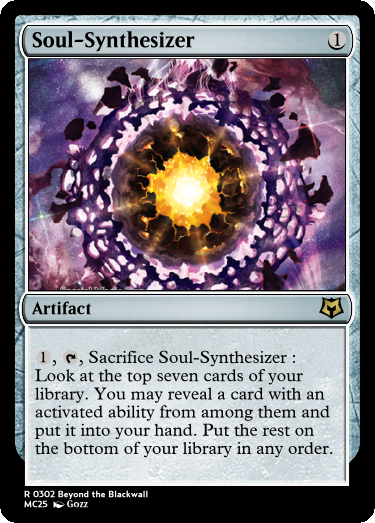 Soul-Synthesizer 1
Artifact
1, T, Sacrifice Soul-Synthesizer :
Look at the top seven cards of your
library. You may reveal a card with an
activated ability from among them and
put it into your hand. Put the rest on
the bottom of your library in any order.
R 0302 Beyond the Blackwall
MC25 Gozz